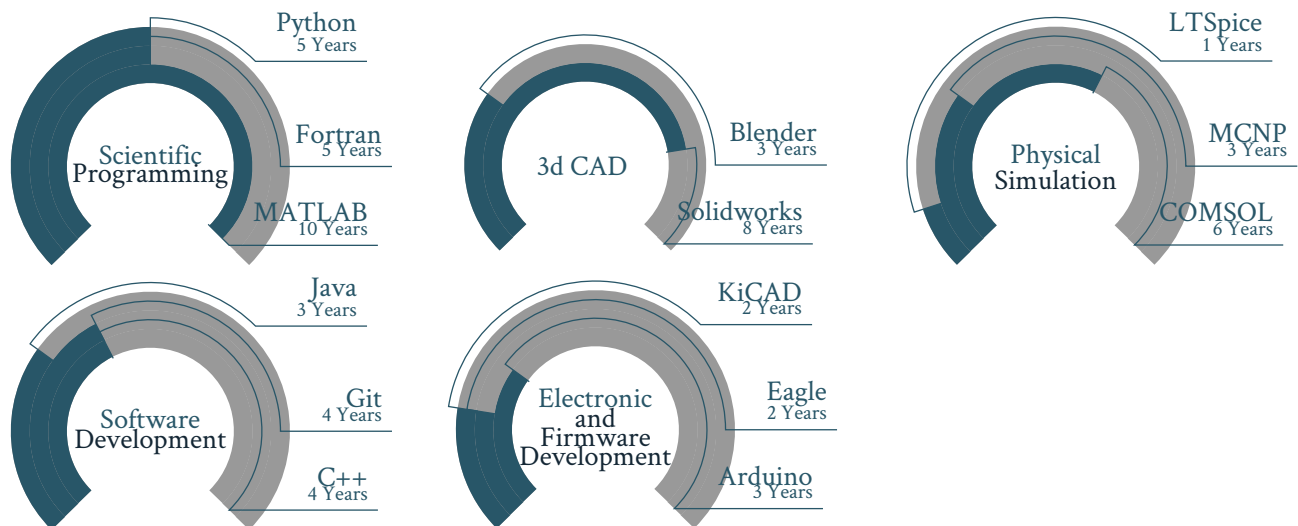 Python
5 Years
Fortran
5 Years
MATLAB
10 Years
Scientific
Programming
Blender
3 Years
Solidworks
8 Years
3d CAD
LTSpice
1 Years
MCNP
3 Years
COMSOL
6 Years
Physical
Simulation
Java
3 Years
Git
4 Years
C++
4 Years
Software
Development
KiCAD
2 Years
Eagle
2 Years
Arduino
3 Years
Electronic
and
Firmware
Development